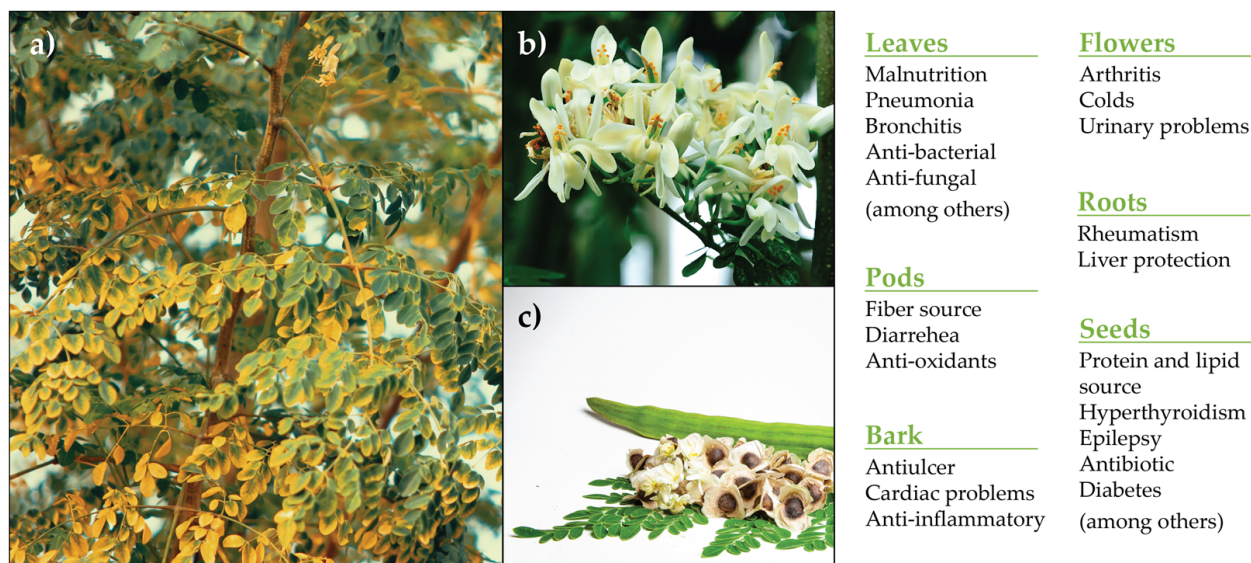 a)
b)
c)
Leaves
Malnutrition
Pneumonia
Bronchitis
Anti-bacterial
Anti-fungal
(among others)
Pods
Fiber source
Diarrehea
Anti-oxidants
Bark
Antiulcer
Cardiac problems
Anti-inflammatory
Flowers
Arthritis
Colds
Urinary problems
Roots
Rheumatism
Liver protection
Seeds
Protein and lipid
source
Hyperthyroidism
Epilepsy
Antibiotic
Diabetes
(among others)